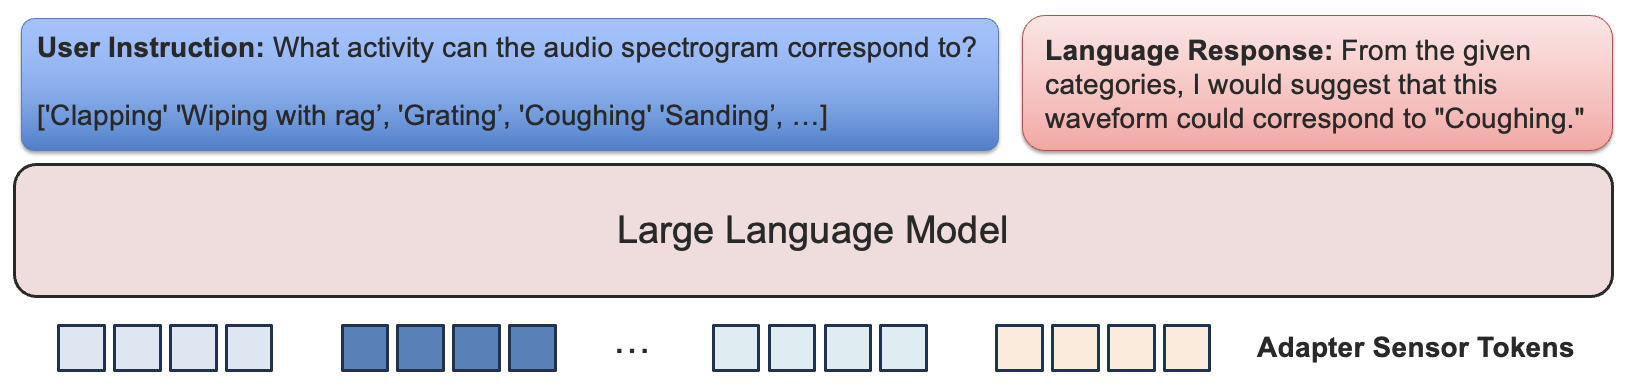 User Instruction: What activity can the audio spectrogram correspond to?
['Clapping' 'Wiping with rag’, 'Grating’, 'Coughing' 'Sanding’, …]
Language Response: From the given
categories, I would suggest that this
waveform could correspond to "Coughing."
Large Language Model
…
Adapter Sensor Tokens